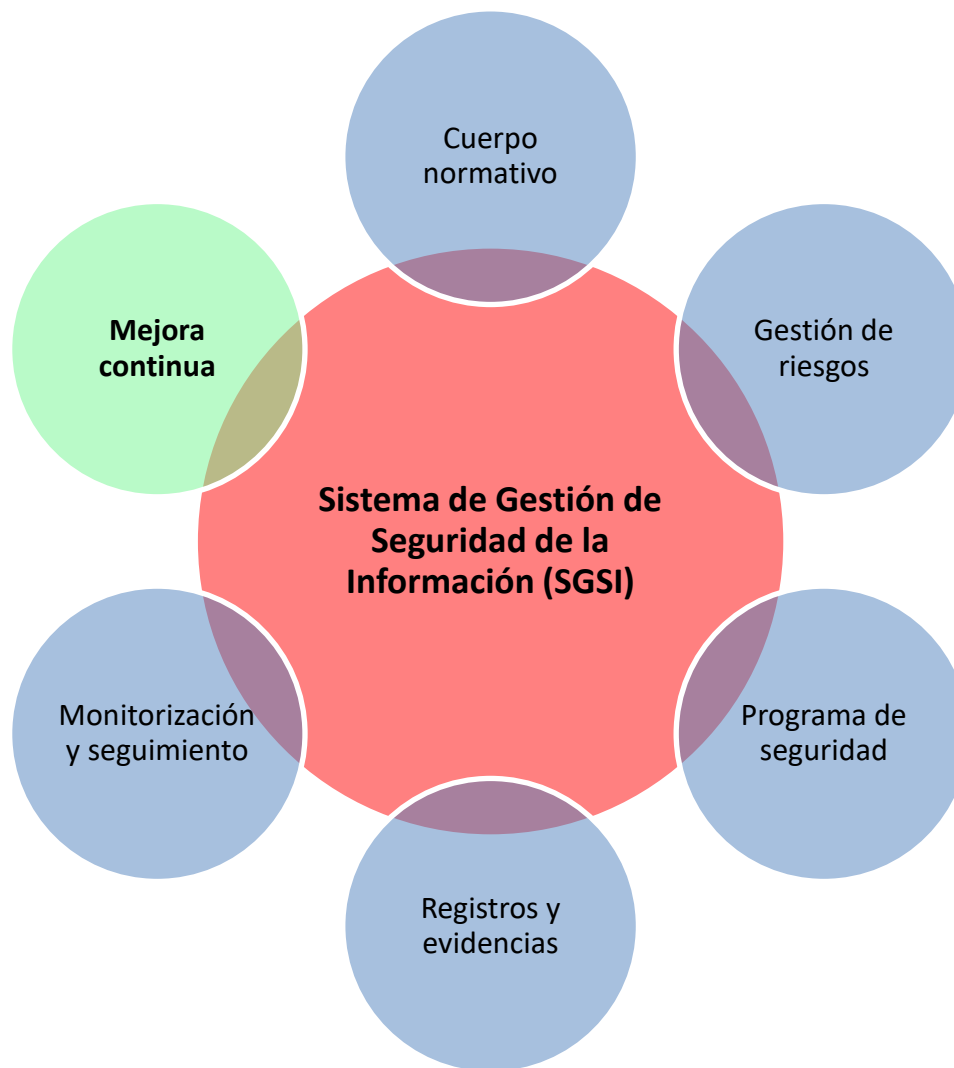 Cuerpo
normativo
Mejora
continua
Gestión de
riesgos
Sistema de Gestión de
Seguridad de la
Información (SGSI)
Monitorización
y seguimiento
Programa de
seguridad
Registros y
evidencias